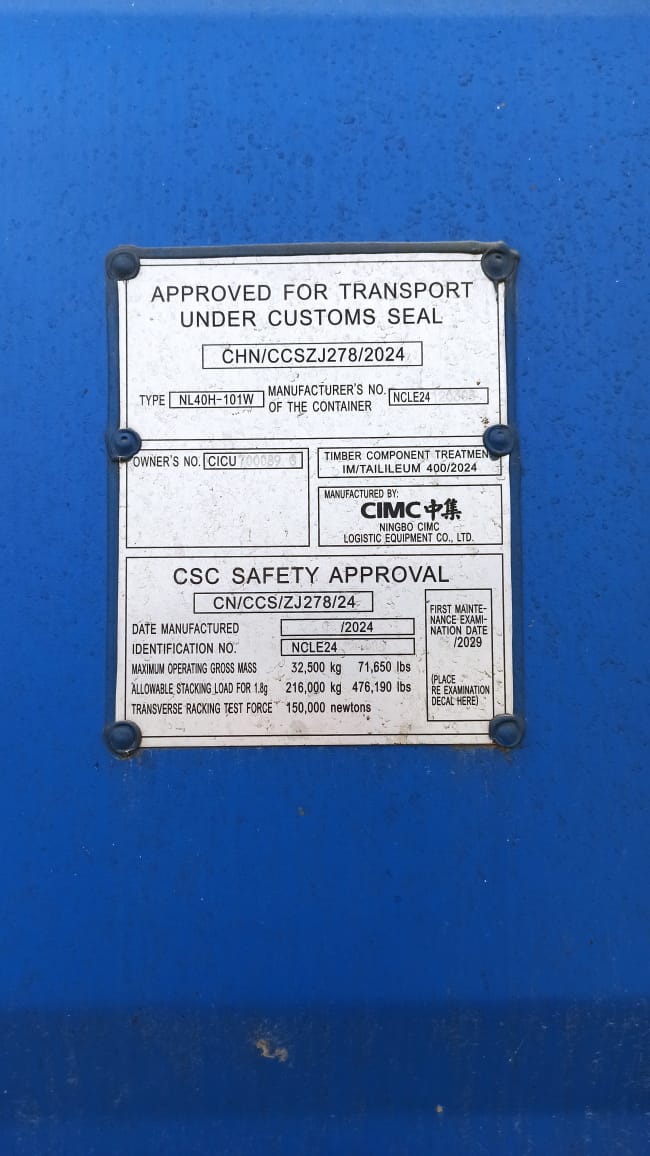 APPROVED FOR TRANSPORT
UNDER CUSTOMS SEAL
CHN/CCSZJ278/2024
TYPE NL40H-101W MANUFACTURER'S NO. OF THE CONTAINER NCLE24
OWNER'S NO. CICU
TIMBER COMPONENT TREATMEN
IM/TAILILEUM 400/2024
MANUFACTURED BY:
CIMC 中集
NINGBO CIMC
LOGISTIC EQUIPMENT CO., LTD.
CSC SAFETY APPROVAL
CN/CCS/ZJ278/24
DATE MANUFACTURED /2024
IDENTIFICATION NO. NCLE24
MAXIMUM OPERATING GROSS MASS 32,500 kg 71,650 lbs
ALLOWABLE STACKING LOAD FOR 1.8g 216,000 kg 476,190 lbs
TRANSVERSE RACKING TEST FORCE 150,000 newtons
FIRST MAINTE-
NANCE EXAMI-
NATION DATE
/2029
(PLACE
RE EXAMINATION
DECAL HERE)